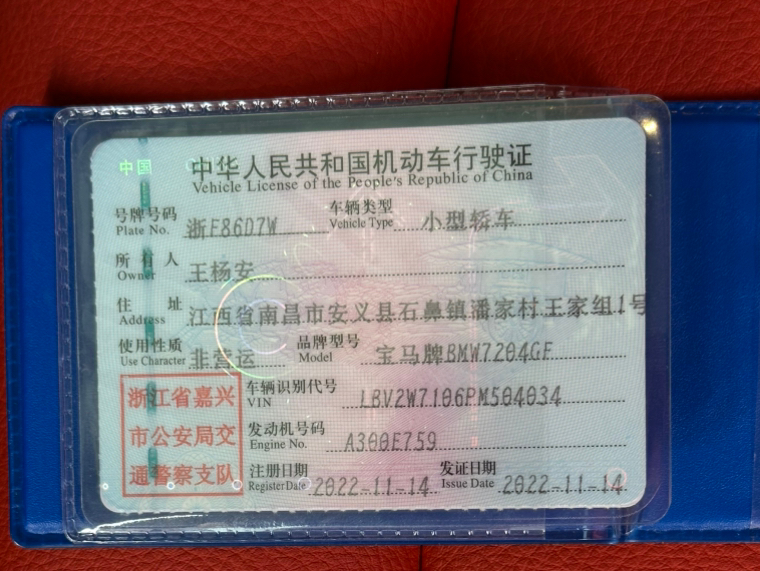 中国 中华人民共和国机动车行驶证
Vehicle License of the People's Republic of China
号牌号码 浙F86D7W 车辆类型 小型轿车
Plate No. Vehicle Type
所有人 王杨安
Owner
住址 江西省南昌市安义县石鼻镇潘家村王家组1号
Address
使用性质 非营运 品牌型号 宝马牌BMW7204GF
Use Character Model
浙江省嘉兴
市公安局交
通警察支队
车辆识别代号 LBV2W7106PM504034
VIN
发动机号码 A300E759
Engine No.
注册日期 2022-11-14 发证日期 2022-11-14
Register Date Issue Date